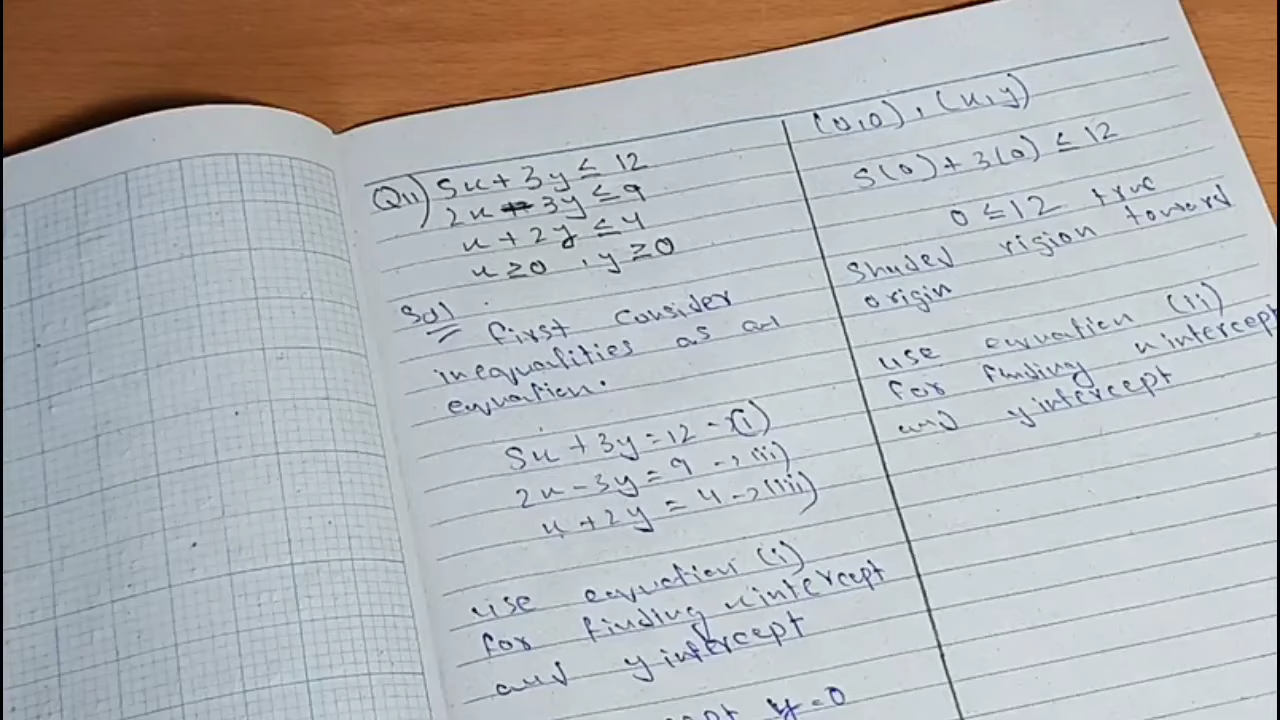 Q11) 5x + 3y ≤ 12
2x - 3y ≤ 9
x + 2y ≤ 4
x ≥ 0 , y ≥ 0
Sol
first consider
inequalities as an
equation.
5x + 3y = 12 → (i)
2x - 3y = 9 → (ii)
x + 2y = 4 → (iii)
use equation (i)
for finding x intercept
and y intercept
y = 0
(0,0) , (x,y)
5(0) + 3(0) ≤ 12
0 ≤ 12 true
shaded rigion toward
origin
use equation (ii)
for finding x intercept
and y intercept